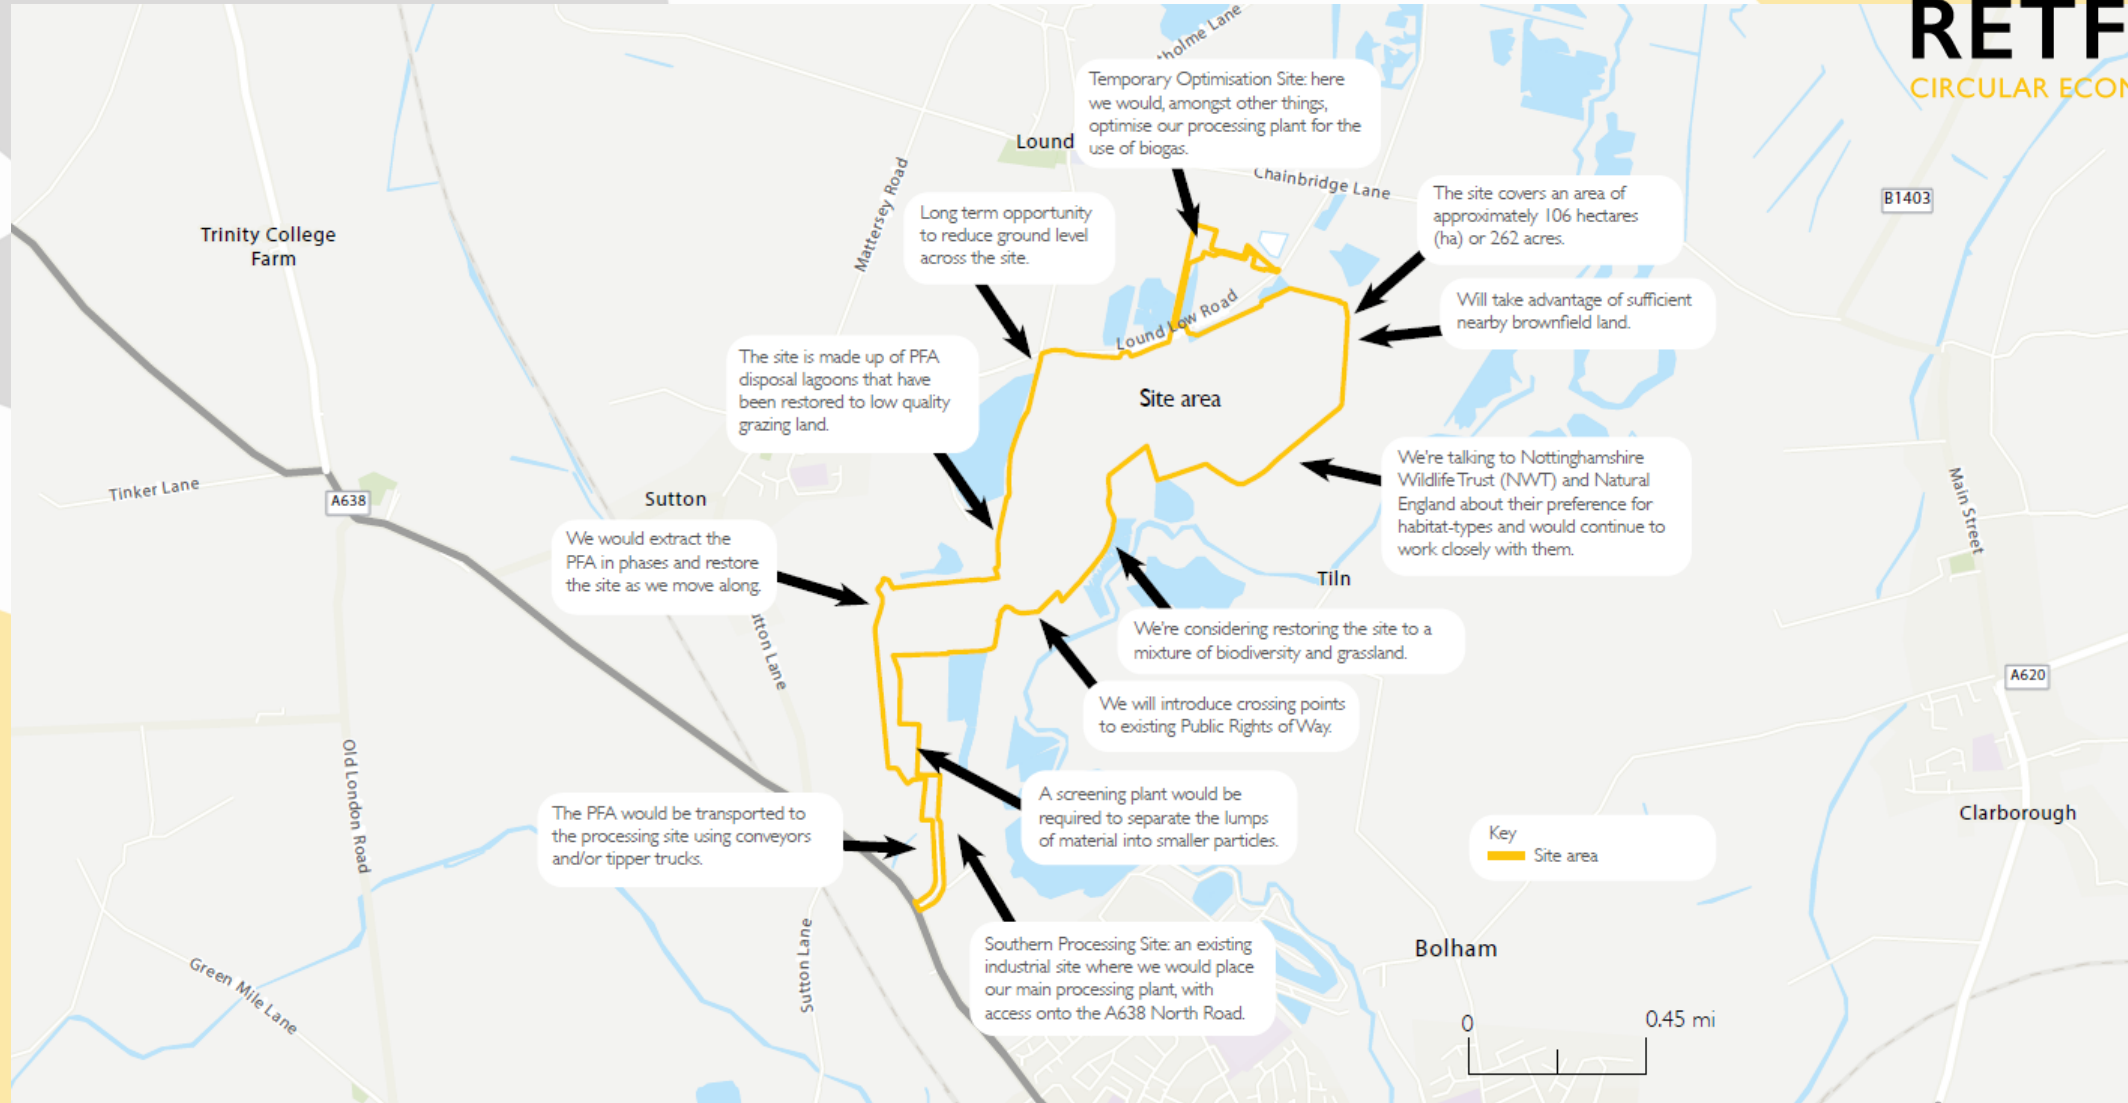 RETF
CIRCULAR ECON
Temporary Optimisation Site: here
we would, amongst other things,
optimise our processing plant for the
use of biogas.
Lound
Chainbridge Lane
Mattersey Road
B1403
The site covers an area of
approximately 106 hectares
(ha) or 262 acres.
Long term opportunity
to reduce ground level
across the site.
Trinity College
Farm
Will take advantage of sufficient
nearby brownfield land.
Lound Low Road
The site is made up of PFA
disposal lagoons that have
been restored to low quality
grazing land.
Site area
We're talking to Nottinghamshire
Wildlife Trust (NWT) and Natural
England about their preference for
habitat-types and would continue to
work closely with them.
Tinker Lane
A638
Sutton
Main Street
We would extract the
PFA in phases and restore
the site as we move along.
Tiln
We're considering restoring the site to a
mixture of biodiversity and grassland.
utton Lane
A620
We will introduce crossing points
to existing Public Rights of Way.
Old London Road
A screening plant would be
required to separate the lumps
of material into smaller particles.
The PFA would be transported to
the processing site using conveyors
and/or tipper trucks.
Clarborough
Key
Site area
Southern Processing Site: an existing
industrial site where we would place
our main processing plant, with
access onto the A638 North Road.
Sutton Lane
Green Mile Lane
Bolham
0
0.45 mi